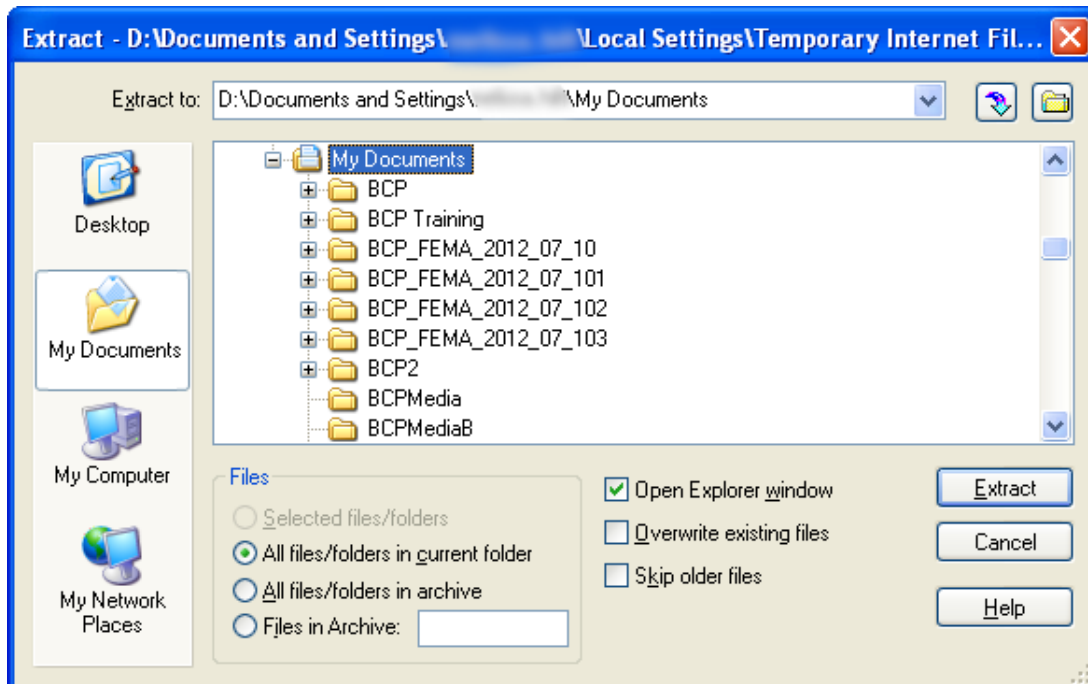 Extract - D:\Documents and Settings\ \Local Settings\Temporary Internet Fil...
Extract to: D:\Documents and Settings\ \My Documents
My Documents
BCP
BCP Training
BCP_FEMA_2012_07_10
BCP_FEMA_2012_07_101
BCP_FEMA_2012_07_102
BCP_FEMA_2012_07_103
BCP2
BCPMedia
BCPMediaB
Desktop
My Documents
My Computer
My Network
Places
Files
Selected files/folders
All files/folders in current folder
All files/folders in archive
Files in Archive:
Open Explorer window
Overwrite existing files
Skip older files
Extract
Cancel
Help